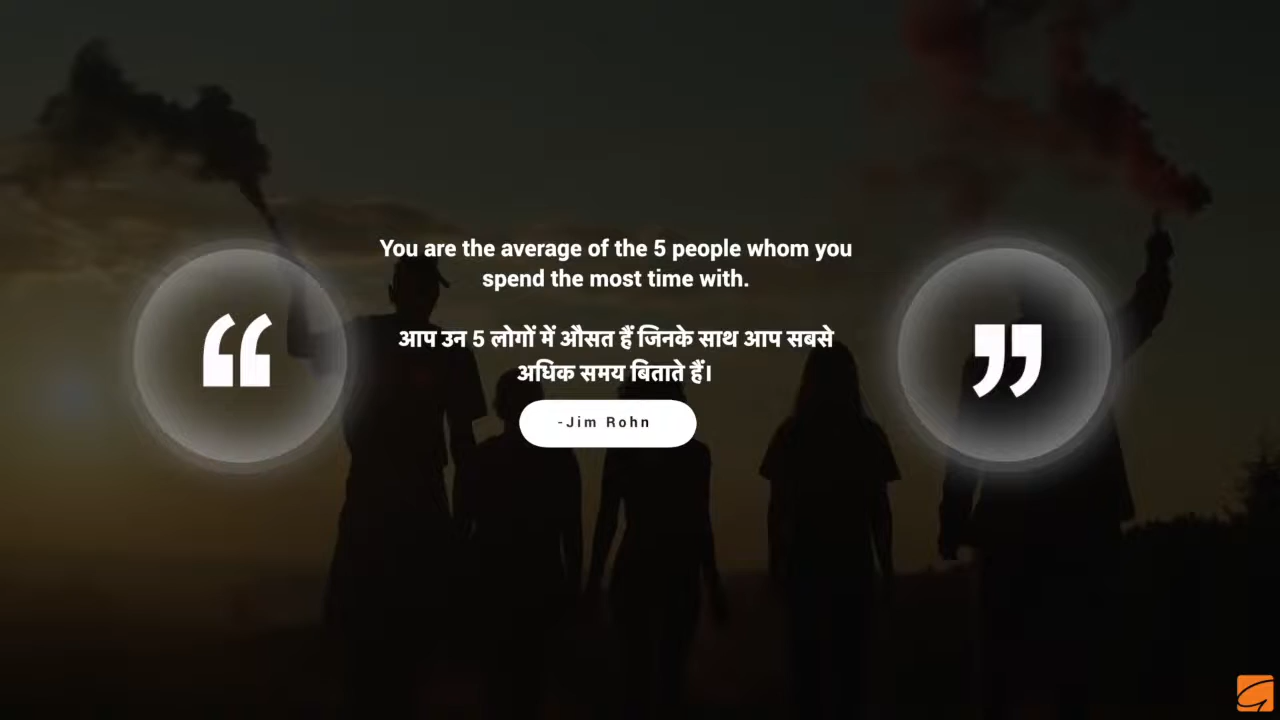 You are the average of the 5 people whom you
spend the most time with.
आप उन 5 लोगों में औसत हैं जिनके साथ आप सबसे
अधिक समय बिताते हैं।
-Jim Rohn